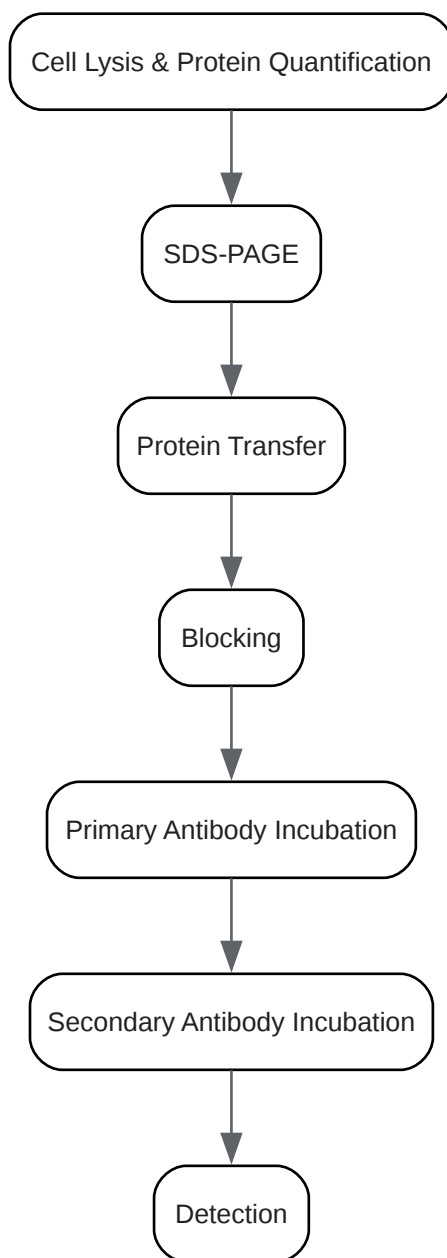 Cell Lysis & Protein Quantification
SDS-PAGE
Protein Transfer
Blocking
Primary Antibody Incubation
Secondary Antibody Incubation
Detection